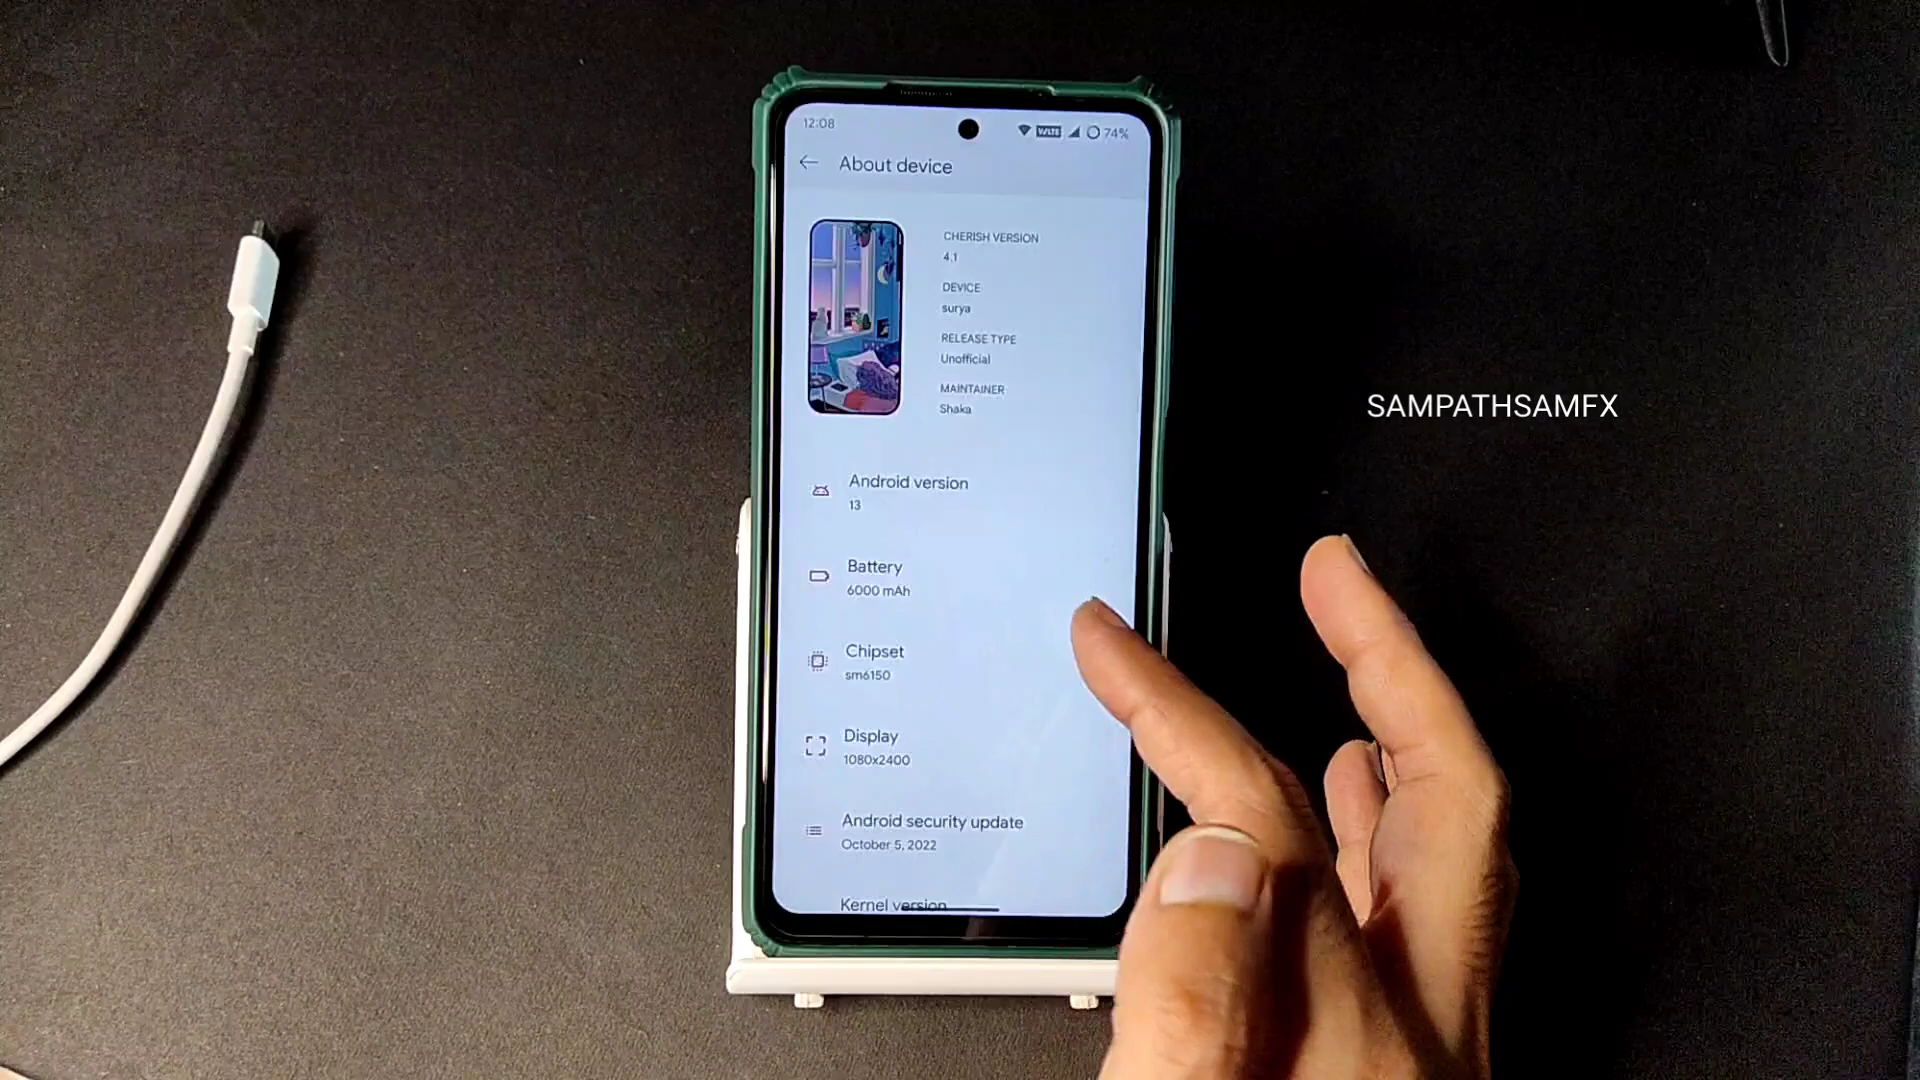 12:08
VoLTE
74%
About device
CHERISH VERSION
4.1
DEVICE
surya
RELEASE TYPE
Unofficial
MAINTAINER
Shaka
SAMPATHSAMFX
Android version
13
Battery
6000 mAh
Chipset
sm6150
Display
1080x2400
Android security update
October 5, 2022
Kernel version